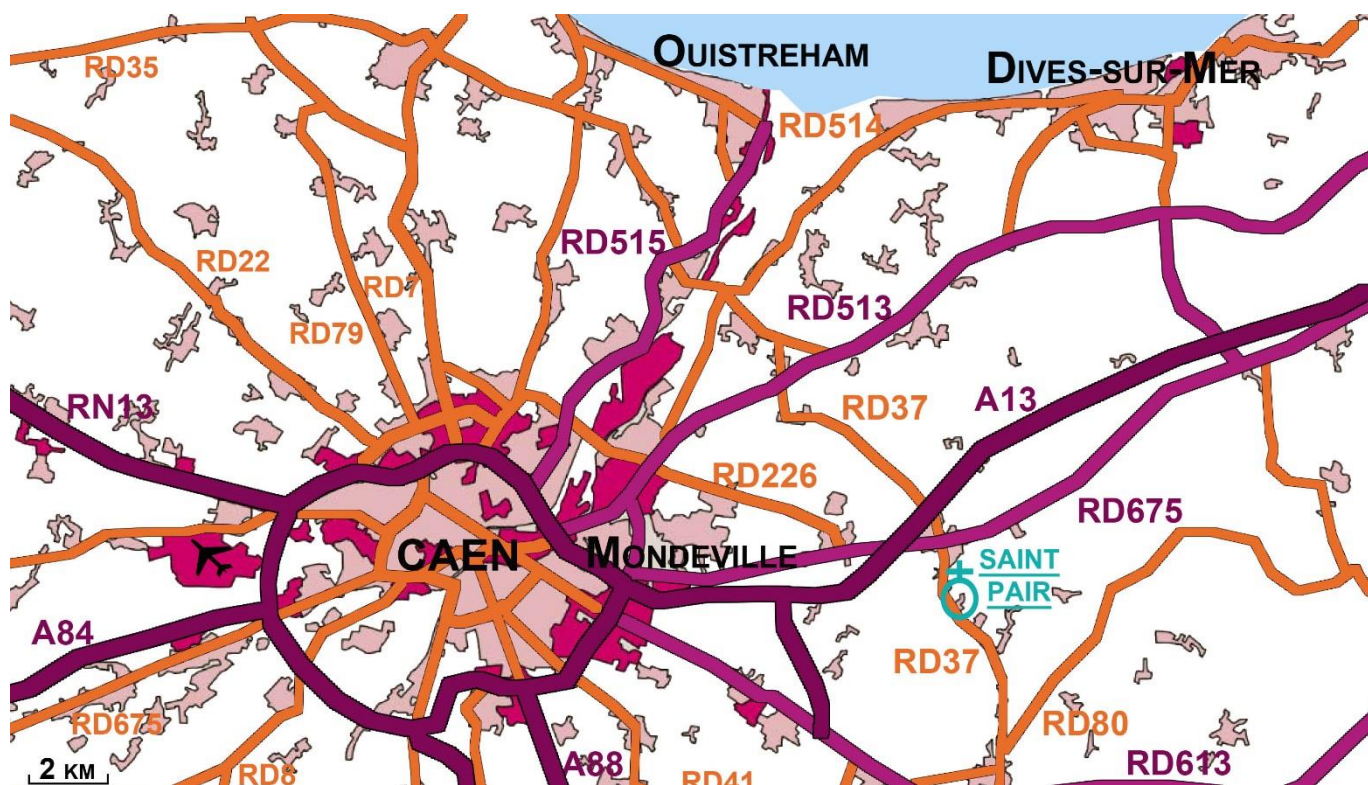 OUISTREHAM
DIVES-SUR-MER
RD35
RD514
RD515
RD22
RD7
RD79
RD513
RN13
RD37
A13
RD226
RD675
CAEN
MONDEVILLE
SAINT
PAIR
A84
RD37
RD675
RD80
2 KM
RD8
A88
RD41
RD613